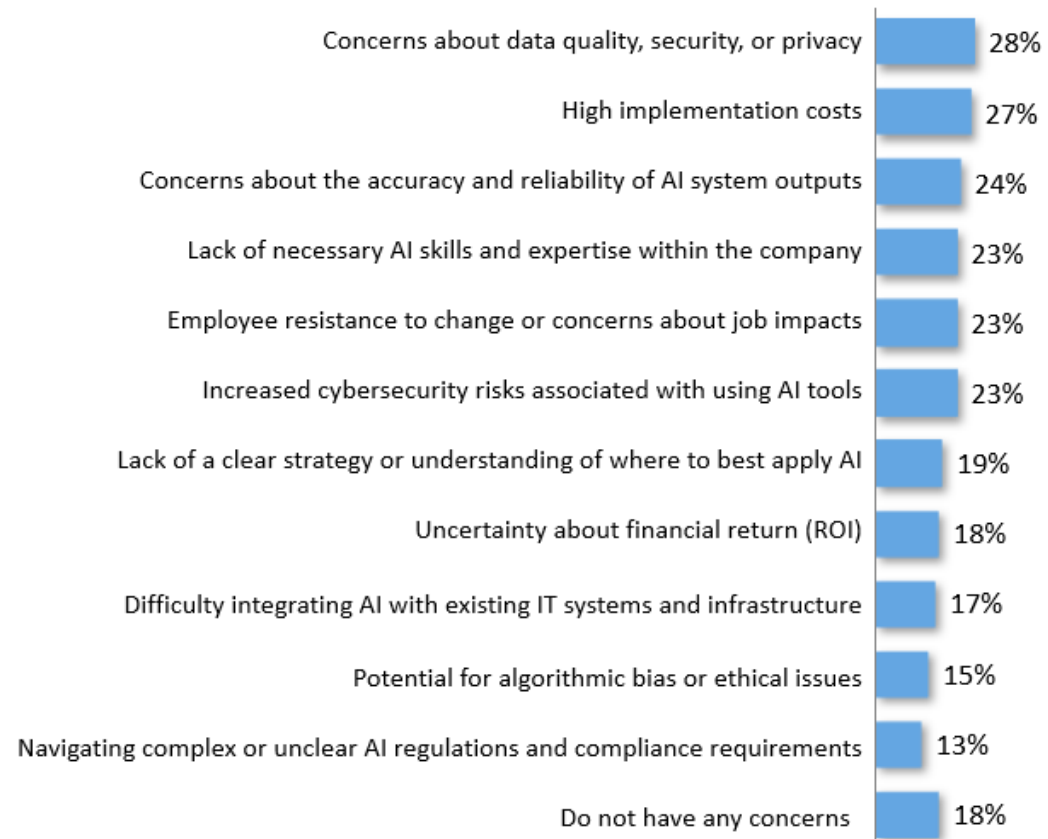 Concerns about data quality, security, or privacy 28%
High implementation costs 27%
Concerns about the accuracy and reliability of AI system outputs 24%
Lack of necessary AI skills and expertise within the company 23%
Employee resistance to change or concerns about job impacts 23%
Increased cybersecurity risks associated with using AI tools 23%
Lack of a clear strategy or understanding of where to best apply AI 19%
Uncertainty about financial return (ROI) 18%
Difficulty integrating AI with existing IT systems and infrastructure 17%
Potential for algorithmic bias or ethical issues 15%
Navigating complex or unclear AI regulations and compliance requirements 13%
Do not have any concerns 18%